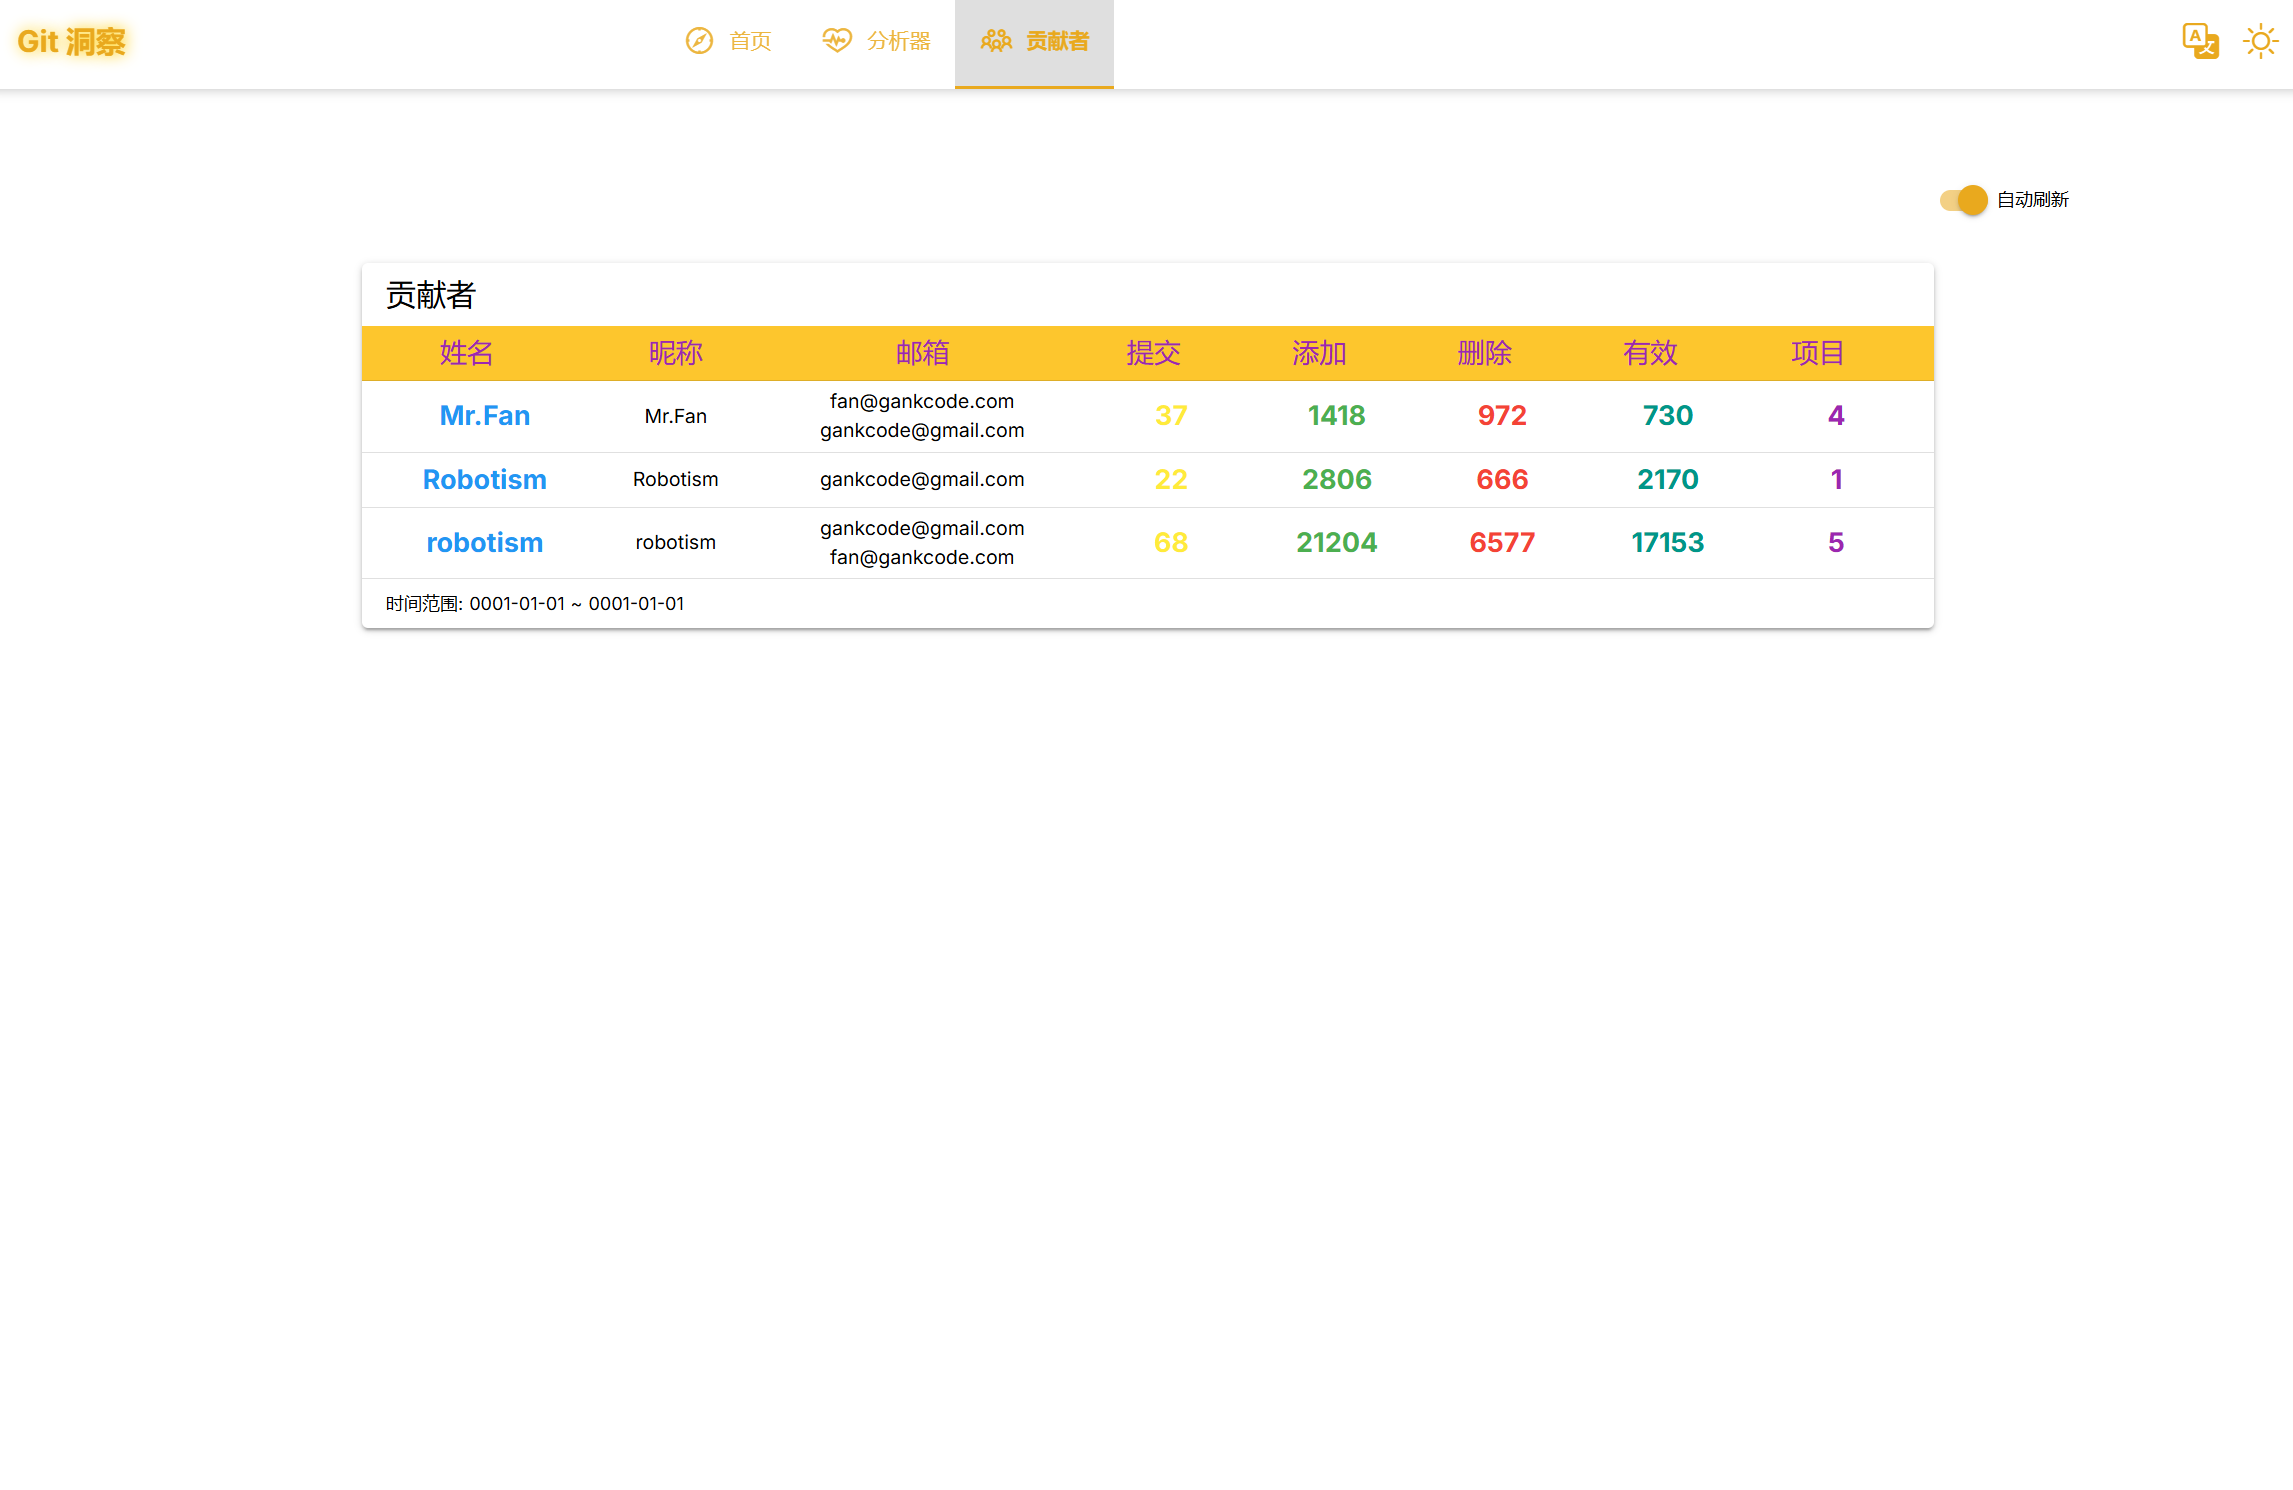 Git 洞察
首页 分析器 贡献者
自动刷新
贡献者
姓名 昵称 邮箱 提交 添加 删除 有效 项目
Mr.Fan Mr.Fan fan@gankcode.com gankcode@gmail.com 37 1418 972 730 4
Robotism Robotism gankcode@gmail.com 22 2806 666 2170 1
robotism robotism gankcode@gmail.com fan@gankcode.com 68 21204 6577 17153 5
时间范围: 0001-01-01 ~ 0001-01-01